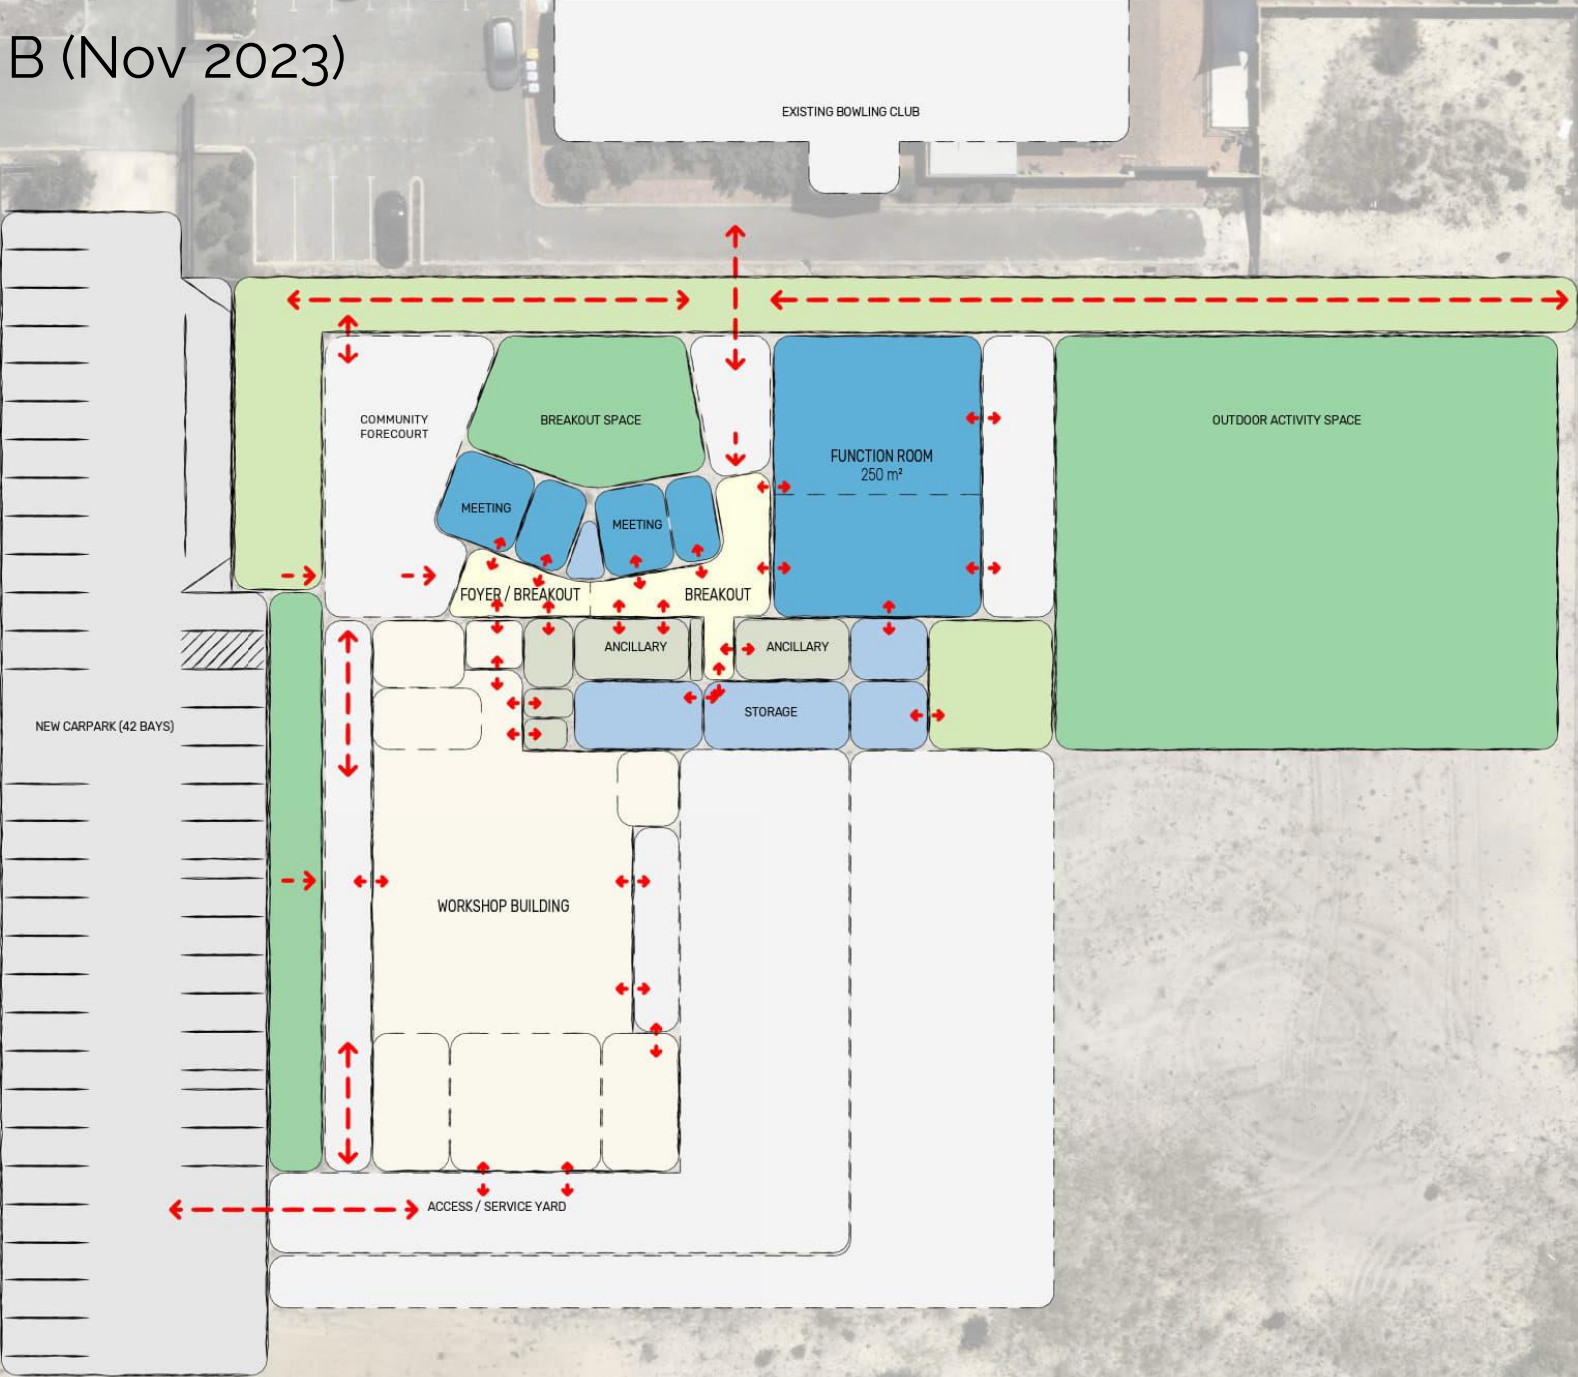 B (Nov 2023)
EXISTING BOWLING CLUB
COMMUNITY
FORECOURT
BREAKOUT SPACE
OUTDOOR ACTIVITY SPACE
FUNCTION ROOM
250 m²
MEETING
MEETING
FOYER / BREAKOUT
BREAKOUT
ANCILLARY
ANCILLARY
STORAGE
NEW CARPARK (42 BAYS)
WORKSHOP BUILDING
ACCESS / SERVICE YARD